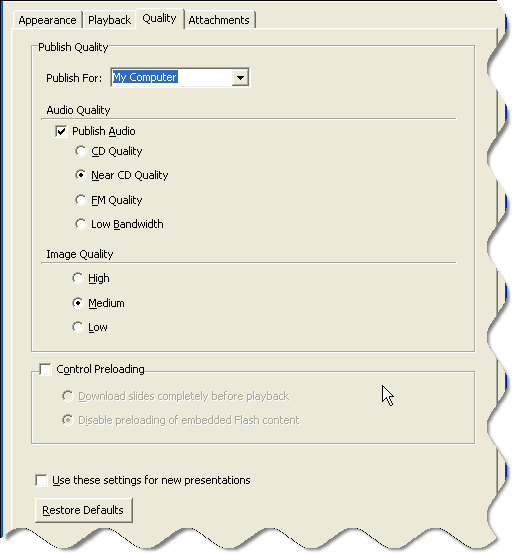 Appearance Playback Quality Attachments
Publish Quality
Publish For: My Computer
Audio Quality
Publish Audio
CD Quality
Near CD Quality
FM Quality
Low Bandwidth
Image Quality
High
Medium
Low
Control Preloading
Download slides completely before playback
Disable preloading of embedded Flash content
Use these settings for new presentations
Restore Defaults